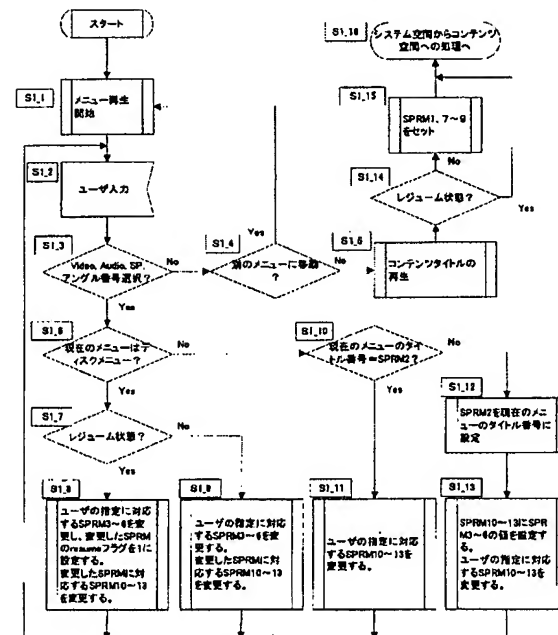 スタート
S1_1
メニュー再生
開始
S1_2
ユーザ入力
S1_3
Video, Audio, SP,
アングル番号選択?
No
Yes
S1_4
別のメニューに移動
?
Yes
No
S1_5
コンテンツタイトルの
再生
S1_14
レジューム状態?
No
Yes
S1_15
SPRM1、7~9
をセット
S1_16
システム空間からコンテンツ
空間への処理へ
S1_6
現在のメニューはデ
ィスクメニュー?
Yes
S1_10
現在のメニューのタイ
トル番号=SPRM2?
No
Yes
S1_7
レジューム状態?
No
Yes
S1_12
SPRM2を現在のメ
ニューのタイトル番号に
設定
S1_8
ユーザの指定に対応
するSPRM3~6を変
更し、変更したSPRM
のresumeフラグを1に
設定する。
変更したSPRMに対
応するSPRM10~13
を変更する。
S1_9
ユーザの指定に対応
するSPRM3~6を変
更する。
変更したSPRMに対
応するSPRM10~13
を変更する。
S1_11
ユーザの指定に対応
するSPRM10~13を
変更する。
S1_13
SPRM10~13にSPR
M3~6の値を設定する。
ユーザの指定に対応
するSPRM10~13を
変更する。